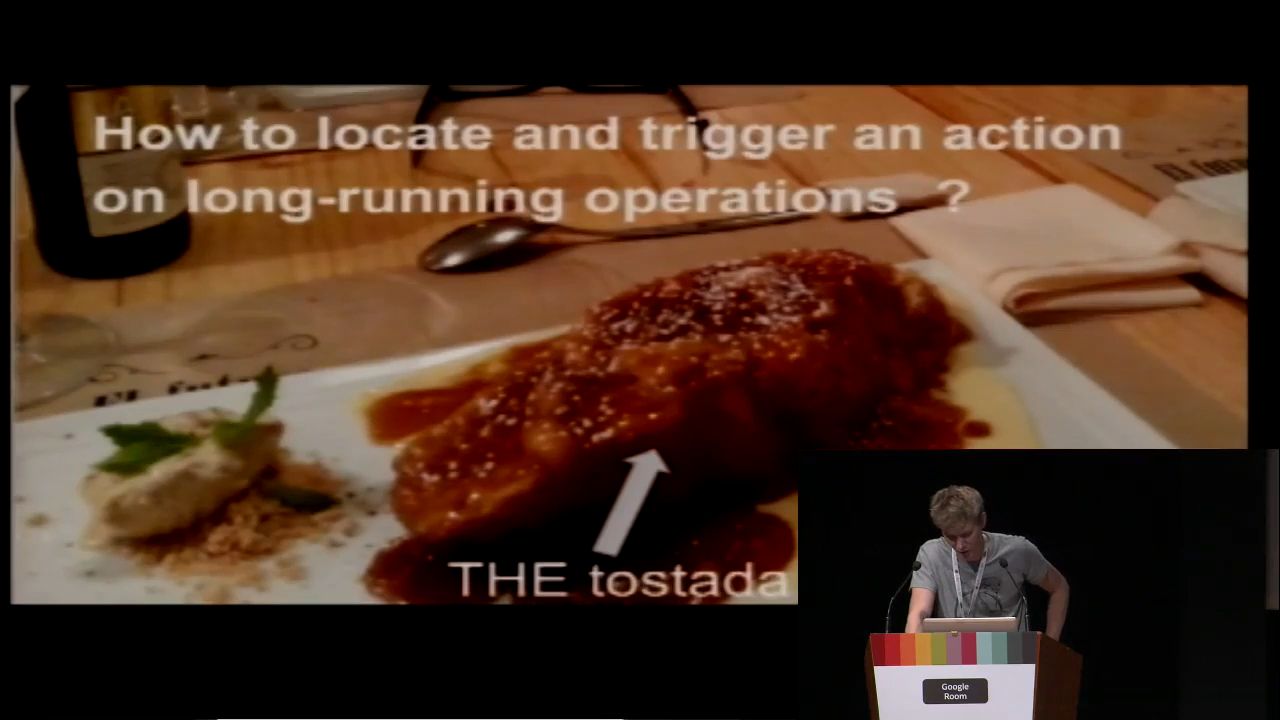 How to locate and trigger an action
on long-running operations ?
THE tostada
Google
Room